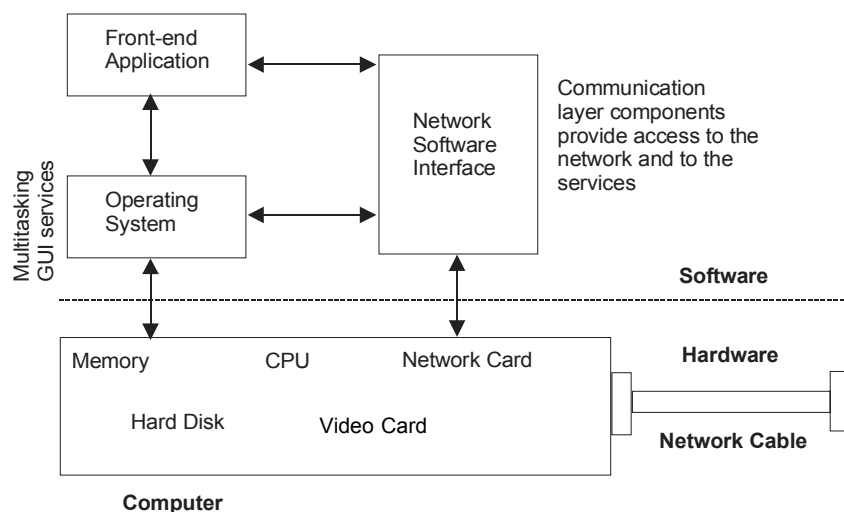 Front-end
Application
Network
Software
Interface
Communication
layer components
provide access to the
network and to the
services
Multitasking
GUI services
Operating
System
Software
Memory
CPU
Network Card
Hardware
Hard Disk
Video Card
Network Cable
Computer